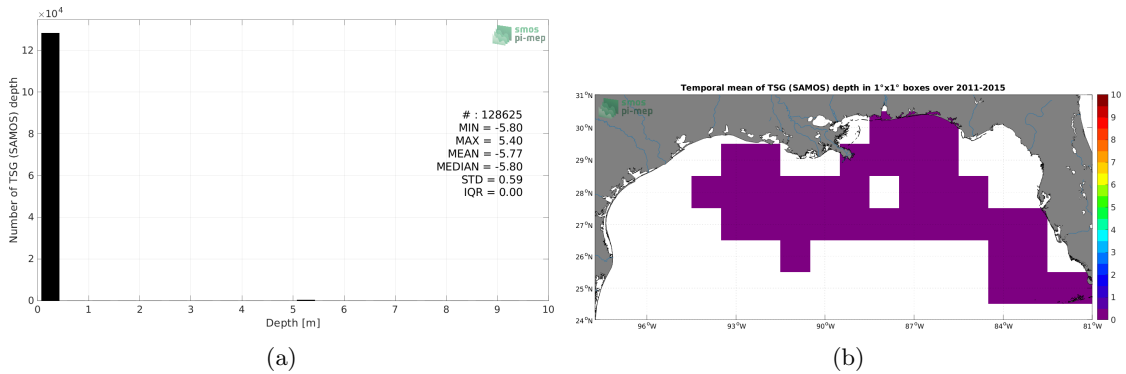 ×10⁴
12
10
8
6
4
2
0
Number of TSG (SAMOS) depth
smos
pi-mep
# : 128625
MIN = -5.80
MAX = 5.40
MEAN = -5.77
MEDIAN = -5.80
STD = 0.59
IQR = 0.00
0 1 2 3 4 5 6 7 8 9 10
Depth [m]
(a)
Temporal mean of TSG (SAMOS) depth in 1°x1° boxes over 2011-2015
smos
pi-mep
31°N
30°N
29°N
28°N
27°N
26°N
25°N
24°N
96°W 93°W 90°W 87°W 84°W 81°W
10
9
8
7
6
5
4
3
2
1
0
(b)